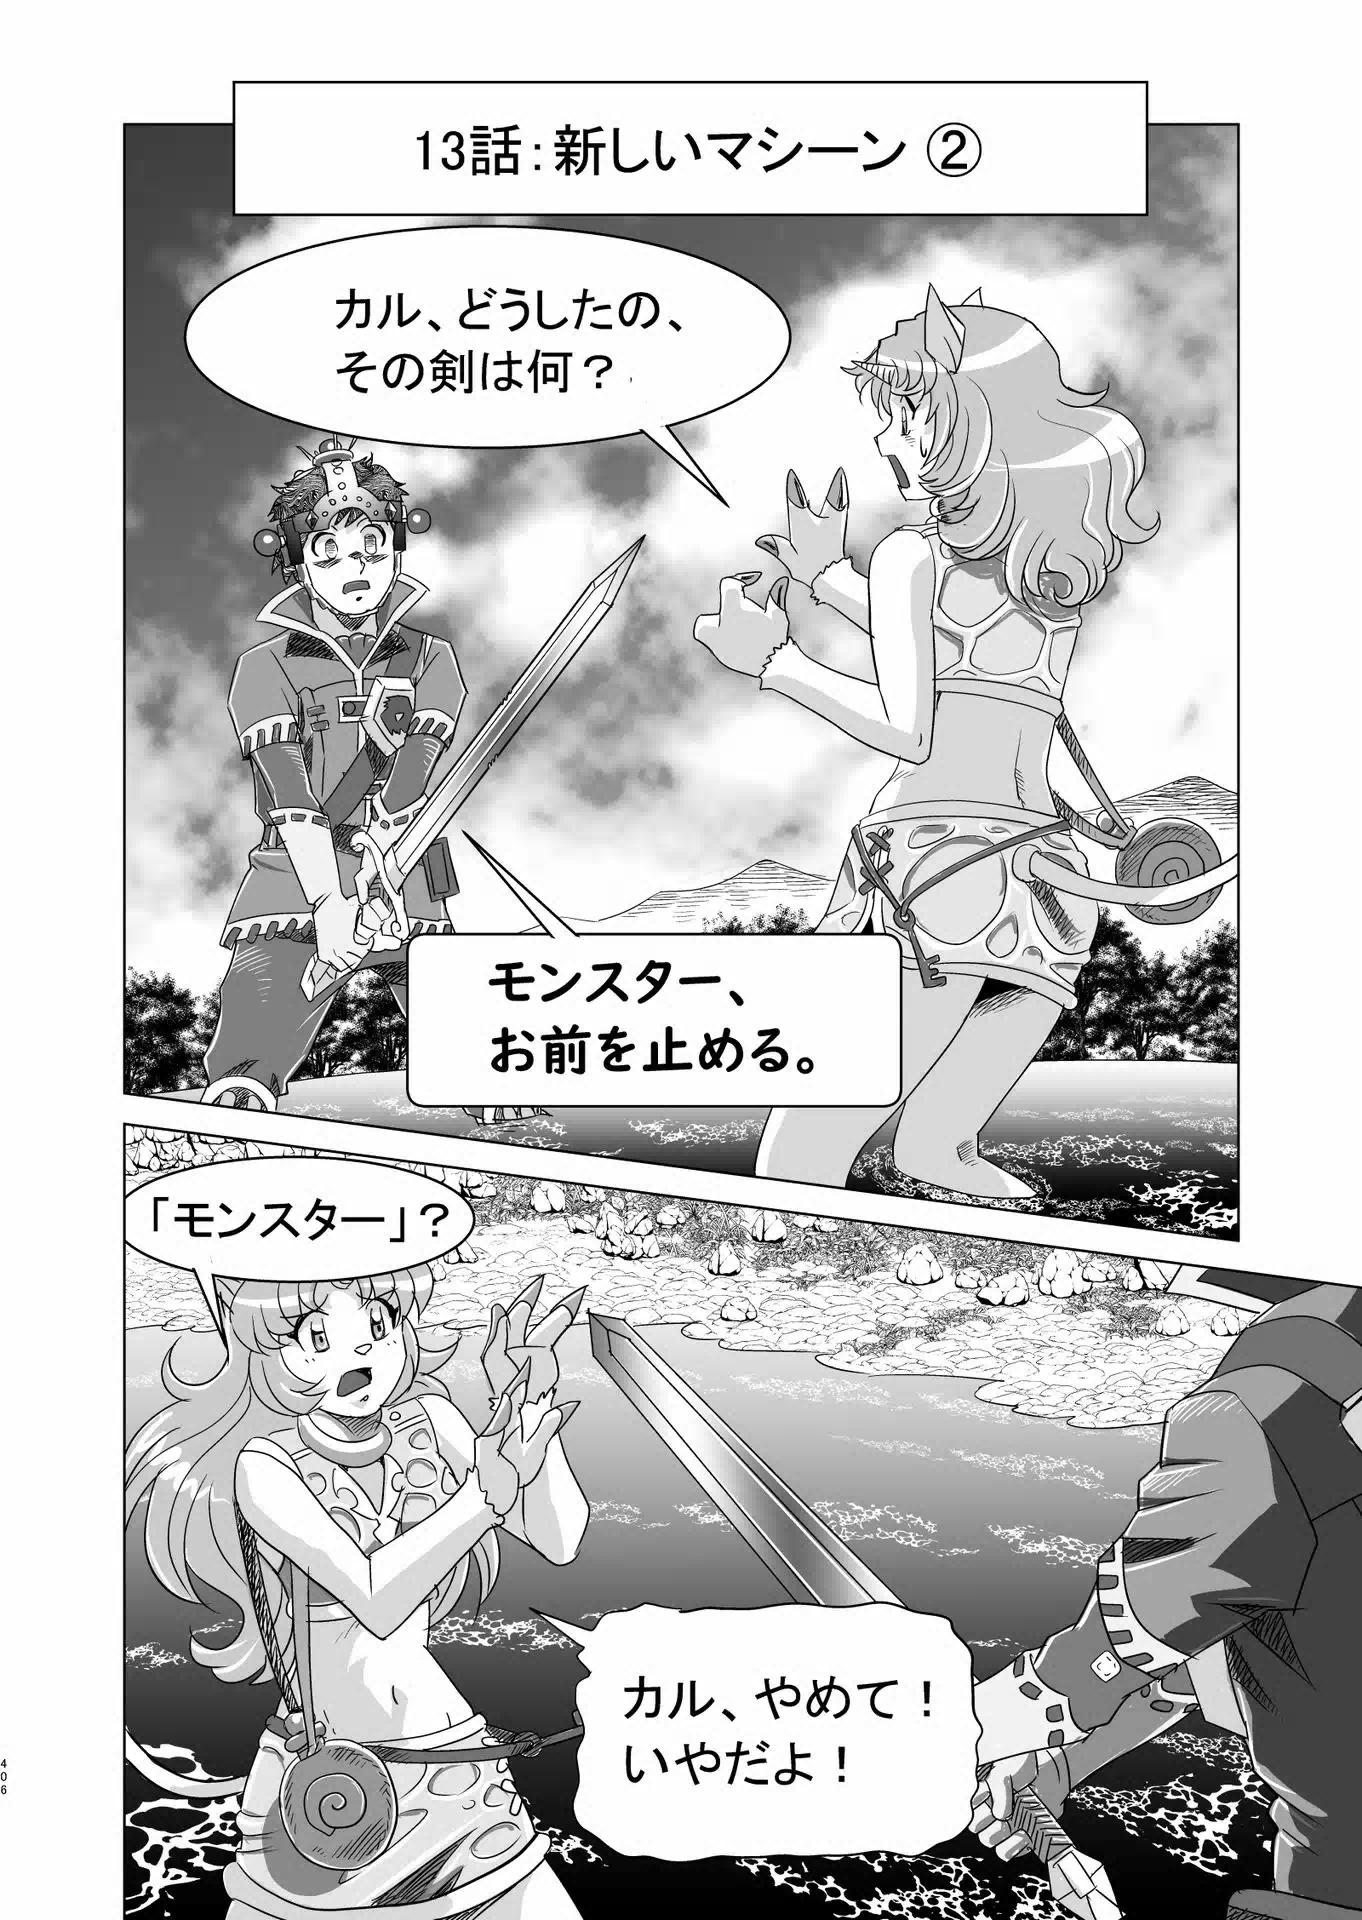 13話：新しいマシーン ②
カル、どうしたの、
その剣は何？
モンスター、
お前を止める。
「モンスター」？
カル、やめて！
いやだよ！
406